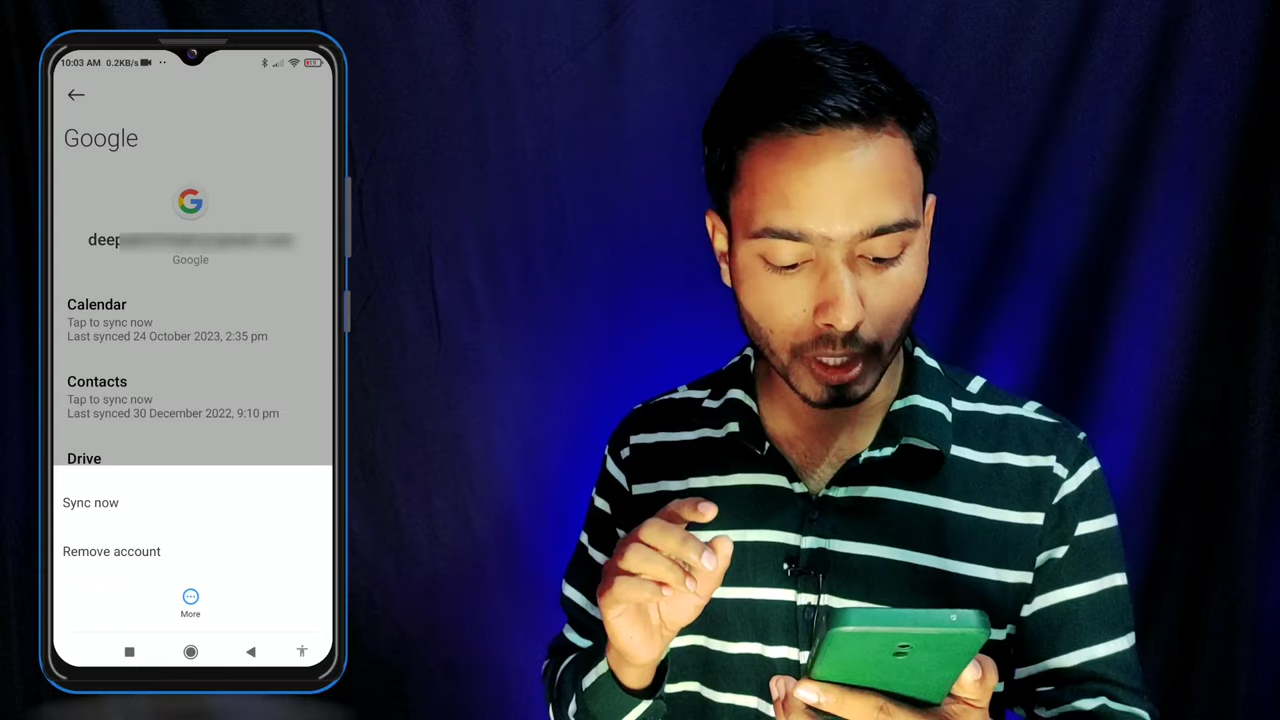 10:03 AM 0.2KB/s
Google
deep
Google
Calendar
Tap to sync now
Last synced 24 October 2023, 2:35 pm
Contacts
Tap to sync now
Last synced 30 December 2022, 9:10 pm
Drive
Sync now
Remove account
More